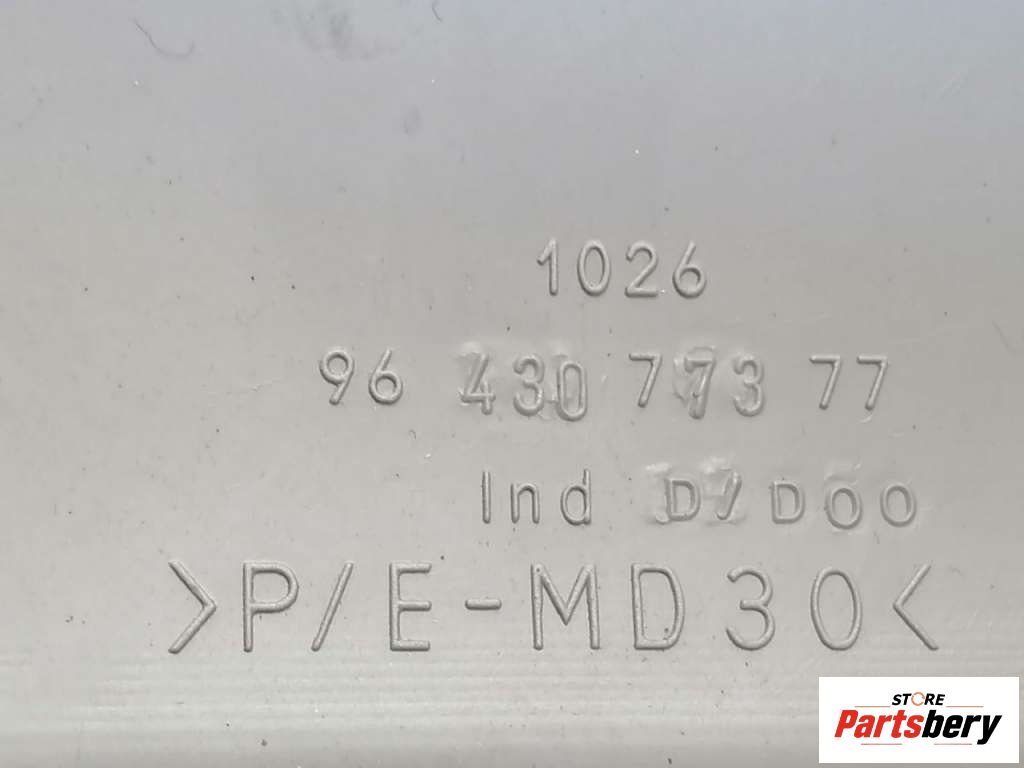 1026
96 430 773 77
Ind D/D00
>P/E-MD30<
STORE
Partsbery